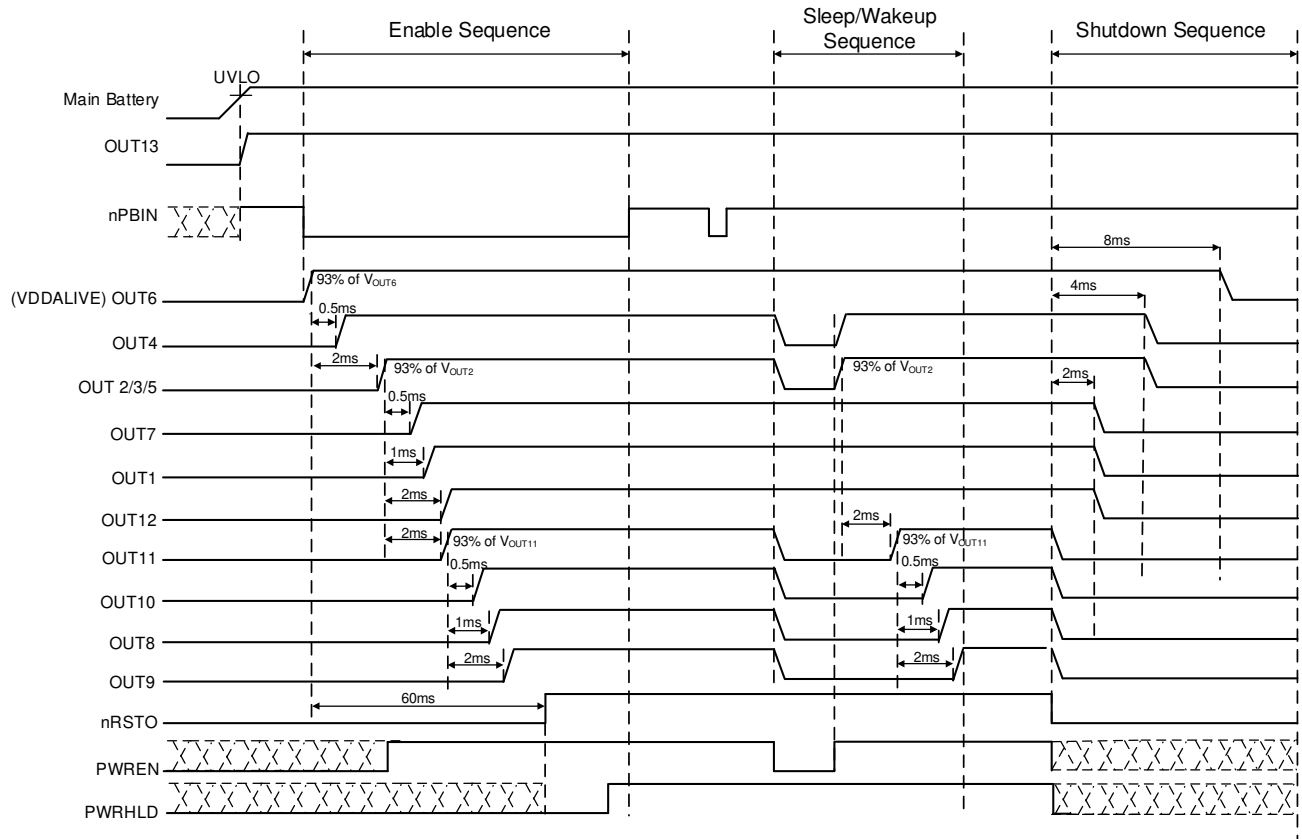 Enable Sequence
Sleep/Wakeup
Sequence
Shutdown Sequence
UVLO
Main Battery
OUT13
nPBIN
8ms
93% of VOUT6
(VDDALIVE) OUT6
4ms
0.5ms
OUT4
2ms
93% of VOUT2
93% of VOUT2
OUT 2/3/5
2ms
0.5ms
OUT7
1ms
OUT1
2ms
OUT12
2ms
2ms
93% of VOUT11
93% of VOUT11
OUT11
0.5ms
0.5ms
OUT10
1ms
1ms
OUT8
2ms
2ms
OUT9
60ms
nRSTO
PWREN
PWRHLD